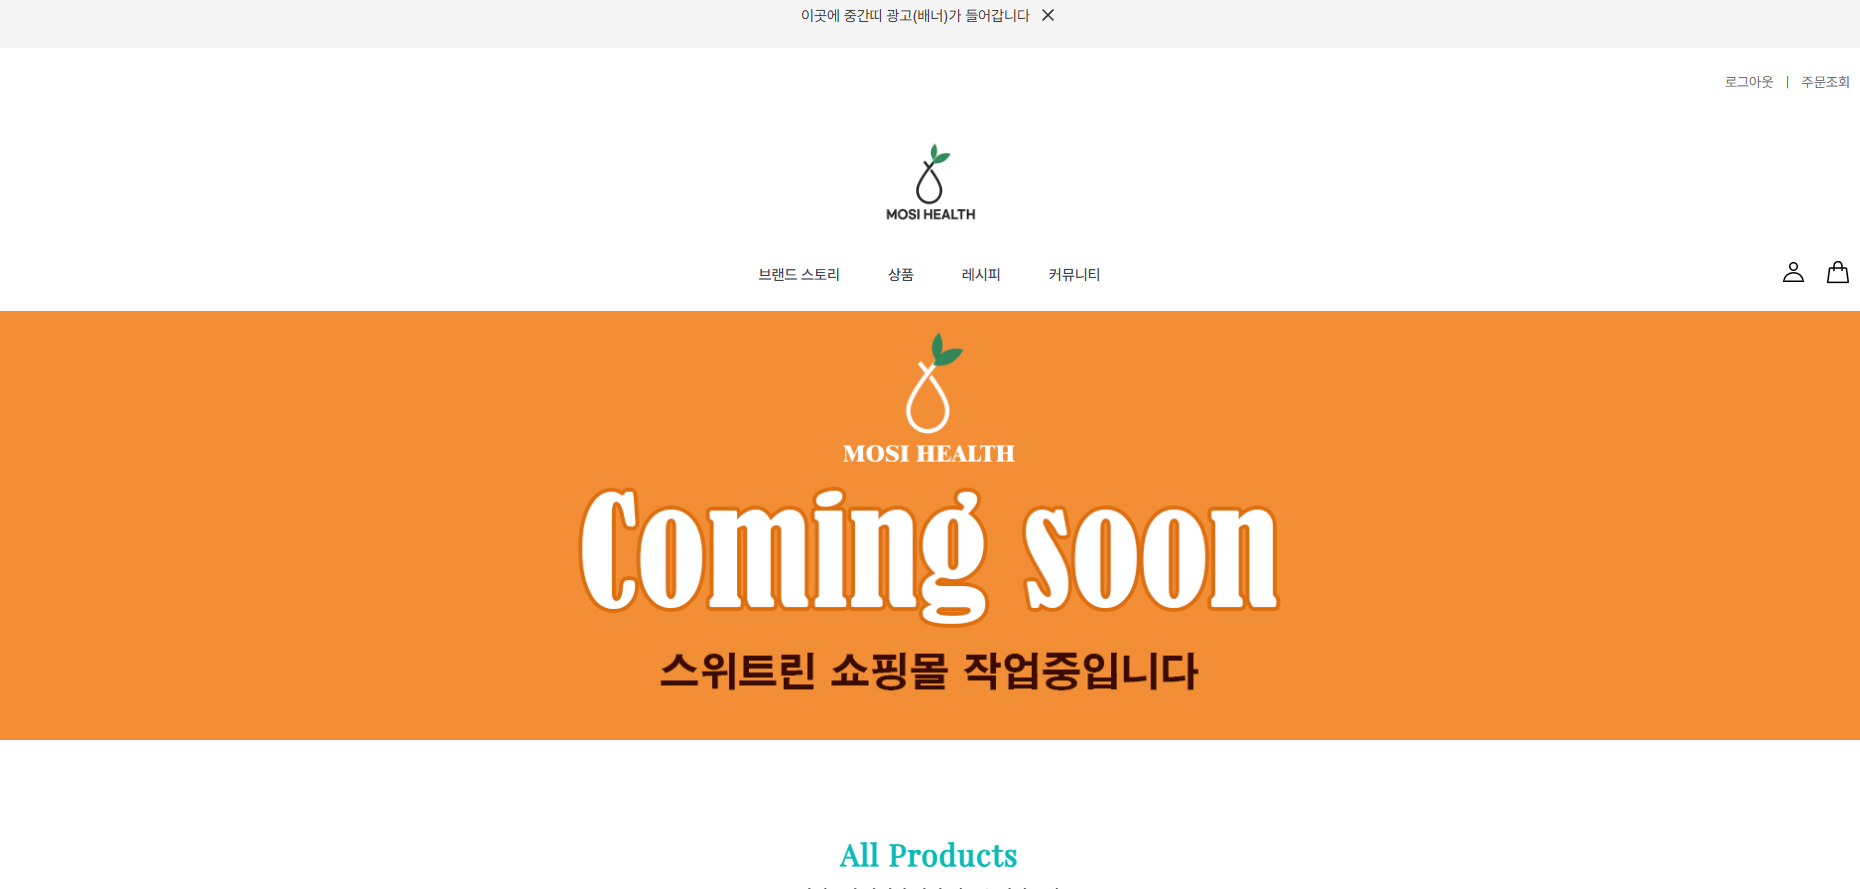 이곳에 중간띠 광고(배너)가 들어갑니다
로그아웃 | 주문조회
MOSI HEALTH
브랜드 스토리 상품 레시피 커뮤니티
MOSI HEALTH
Coming soon
스위트린 쇼핑몰 작업중입니다
All Products